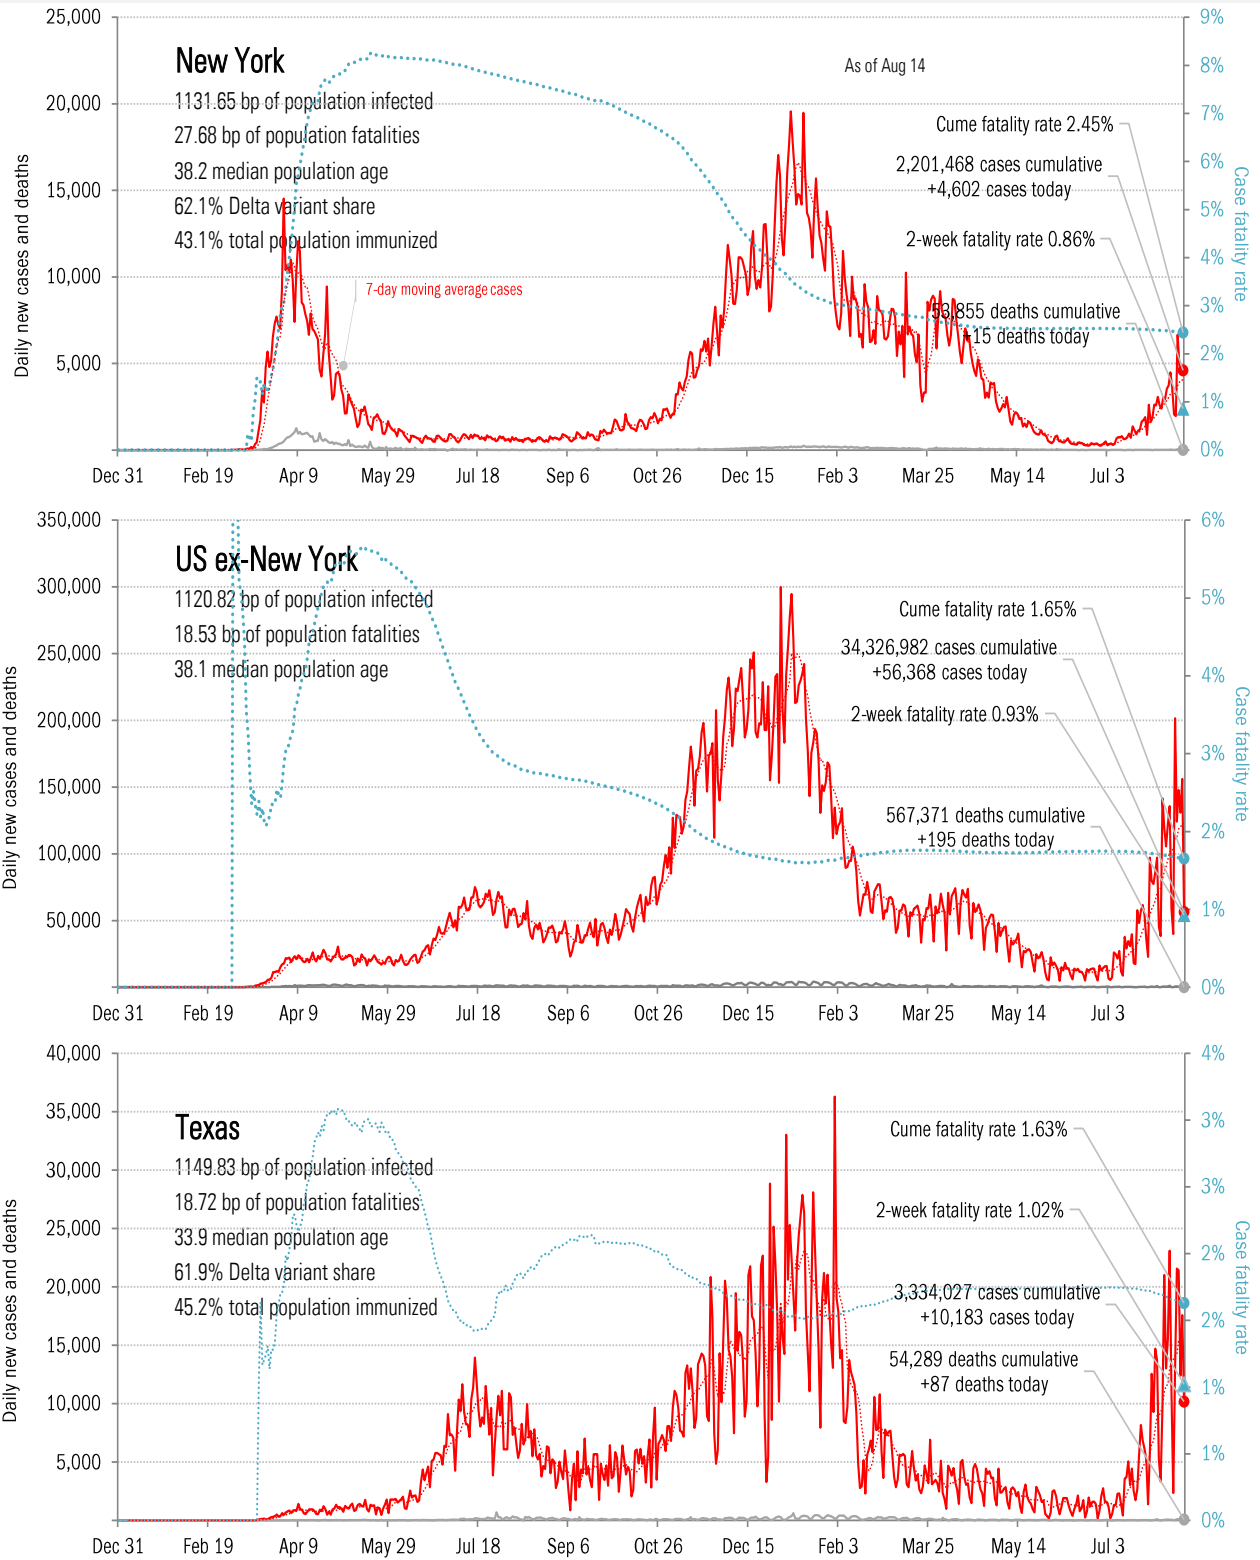 25,000
9%
New York
As of Aug 14
8%
1131.65 bp of population infected
20,000
7%
27.68 bp of population fatalities
Cume fatality rate 2.45%
38.2 median population age
2,201,468 cases cumulative
+4,602 cases today
6%
15,000
62.1% Delta variant share
5%
43.1% total population immunized
2-week fatality rate 0.86%
4%
10,000
7-day moving average cases
53,855 deaths cumulative
+15 deaths today
3%
5,000
2%
1%
0%
Daily new cases and deaths
Case fatality rate
Dec 31 Feb 19 Apr 9 May 29 Jul 18 Sep 6 Oct 26 Dec 15 Feb 3 Mar 25 May 14 Jul 3
350,000
6%
US ex-New York
300,000
1120.82 bp of population infected
5%
Cume fatality rate 1.65%
18.53 bp of population fatalities
34,326,982 cases cumulative
+56,368 cases today
250,000
38.1 median population age
4%
2-week fatality rate 0.93%
200,000
3%
150,000
567,371 deaths cumulative
+195 deaths today
2%
100,000
50,000
1%
0%
Daily new cases and deaths
Case fatality rate
Dec 31 Feb 19 Apr 9 May 29 Jul 18 Sep 6 Oct 26 Dec 15 Feb 3 Mar 25 May 14 Jul 3
40,000
4%
35,000
Texas
3%
Cume fatality rate 1.63%
30,000
1149.83 bp of population infected
3%
18.72 bp of population fatalities
2-week fatality rate 1.02%
25,000
33.9 median population age
2%
61.9% Delta variant share
20,000
45.2% total population immunized
3,334,027 cases cumulative
+10,183 cases today
2%
15,000
54,289 deaths cumulative
+87 deaths today
1%
10,000
1%
5,000
0%
Daily new cases and deaths
Case fatality rate
Dec 31 Feb 19 Apr 9 May 29 Jul 18 Sep 6 Oct 26 Dec 15 Feb 3 Mar 25 May 14 Jul 3